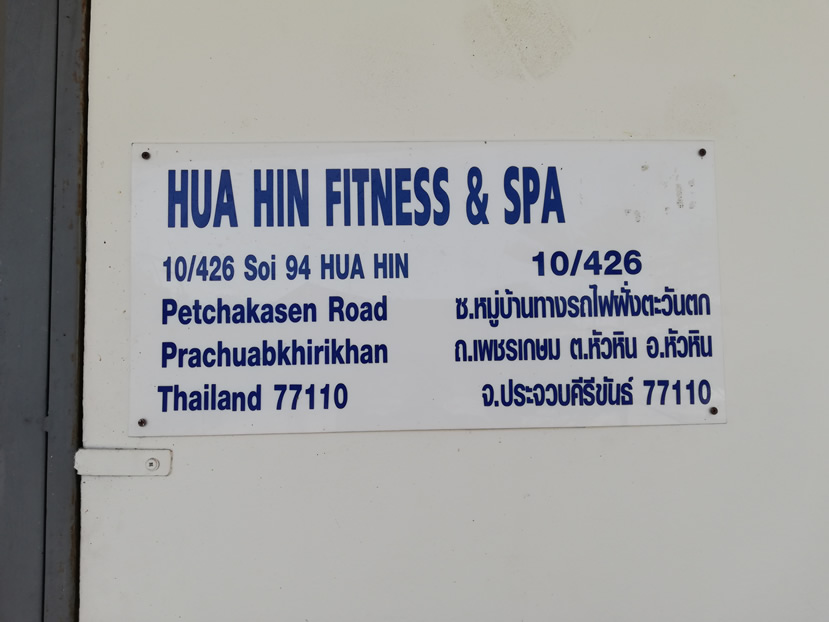 HUA HIN FITNESS & SPA
10/426 Soi 94 HUA HIN
Petchakasen Road
Prachuabkhirikhan
Thailand 77110
10/426
ซ.หมู่บ้านทางรถไฟฝั่งตะวันตก
ถ.เพชรเกษม ต.หัวหิน อ.หัวหิน
จ.ประจวบคีรีขันธ์ 77110